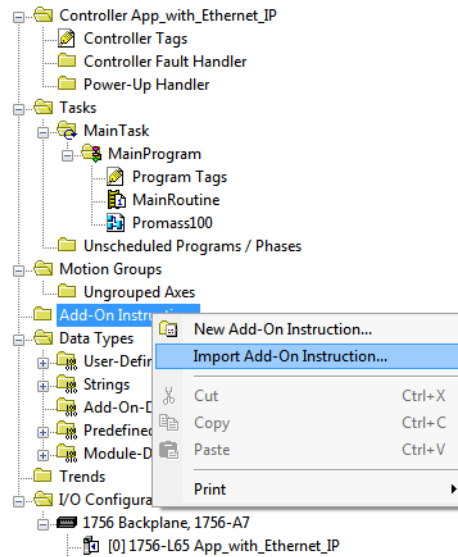 Controller App_with_Ethernet_IP
Controller Tags
Controller Fault Handler
Power-Up Handler
Tasks
MainTask
MainProgram
Program Tags
MainRoutine
Promass100
Unscheduled Programs / Phases
Motion Groups
Ungrouped Axes
Add-On Instruc
New Add-On Instruction...
Data Types
Import Add-On Instruction...
User-Defin
Strings
Cut Ctrl+X
Add-On-D
Copy Ctrl+C
Predefined
Module-D
Paste Ctrl+V
Trends
Print
I/O Configura
1756 Backplane, 1756-A7
[0] 1756-L65 App_with_Ethernet_IP